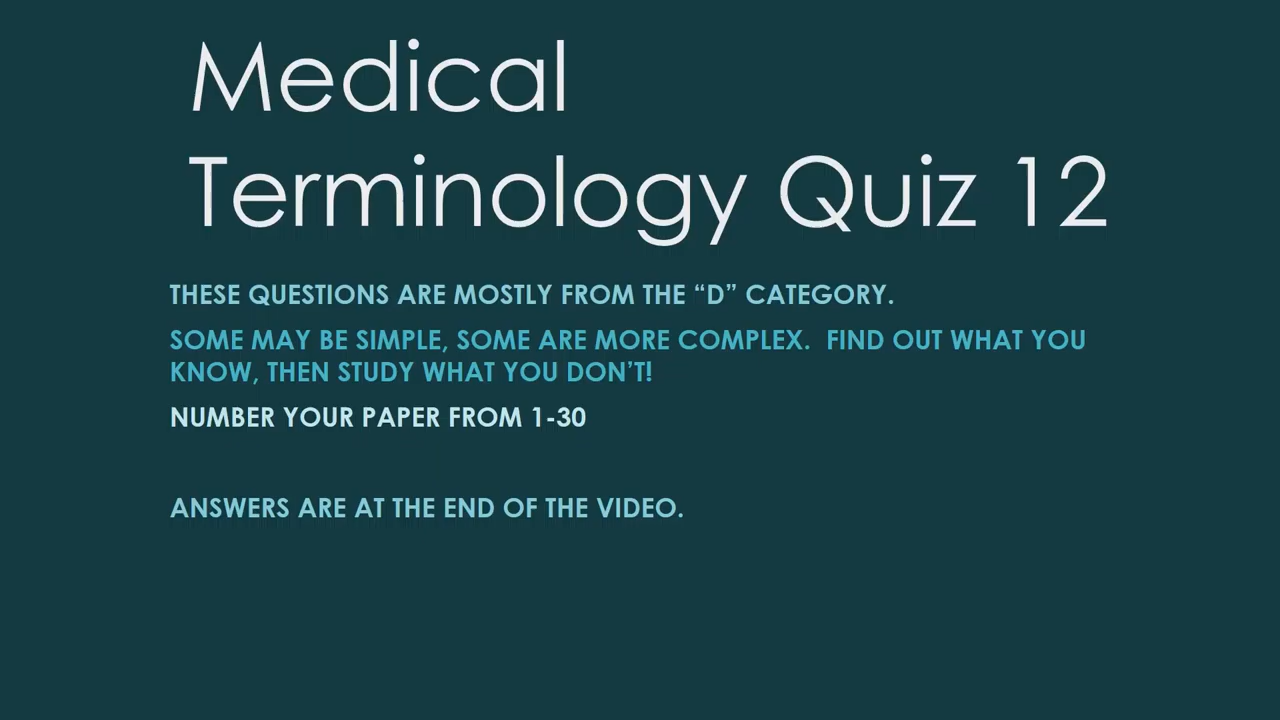 Medical
Terminology Quiz 12
THESE QUESTIONS ARE MOSTLY FROM THE “D” CATEGORY.
SOME MAY BE SIMPLE, SOME ARE MORE COMPLEX.  FIND OUT WHAT YOU
KNOW, THEN STUDY WHAT YOU DON’T!
NUMBER YOUR PAPER FROM 1-30
ANSWERS ARE AT THE END OF THE VIDEO.